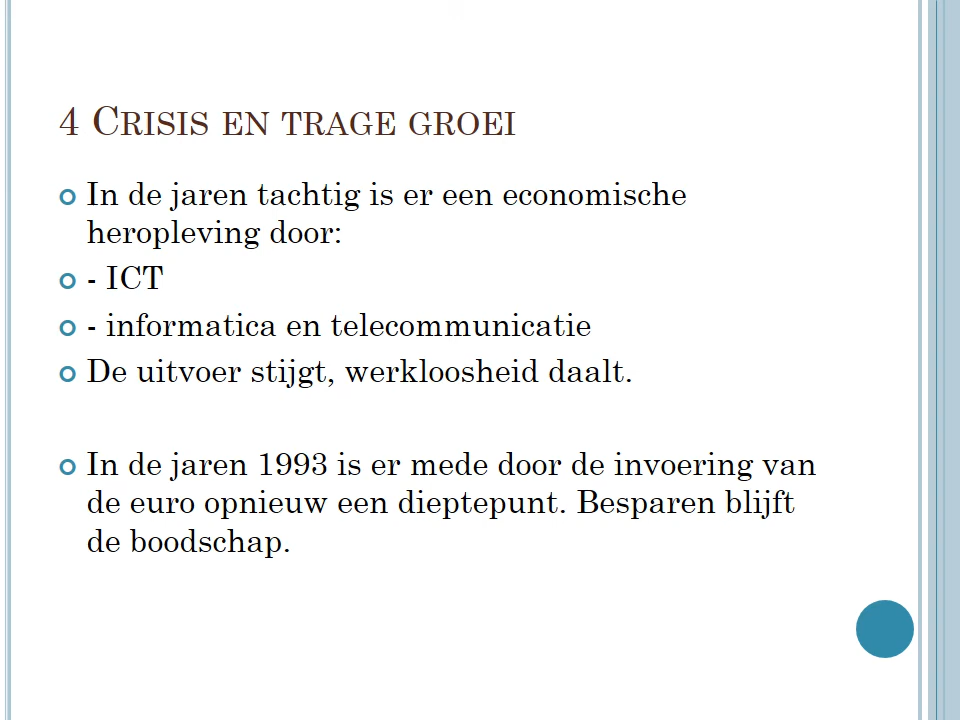 4 Crisis en trage groei
In de jaren tachtig is er een economische
heropleving door:
- ICT
- informatica en telecommunicatie
De uitvoer stijgt, werkloosheid daalt.
In de jaren 1993 is er mede door de invoering van
de euro opnieuw een dieptepunt. Besparen blijft
de boodschap.